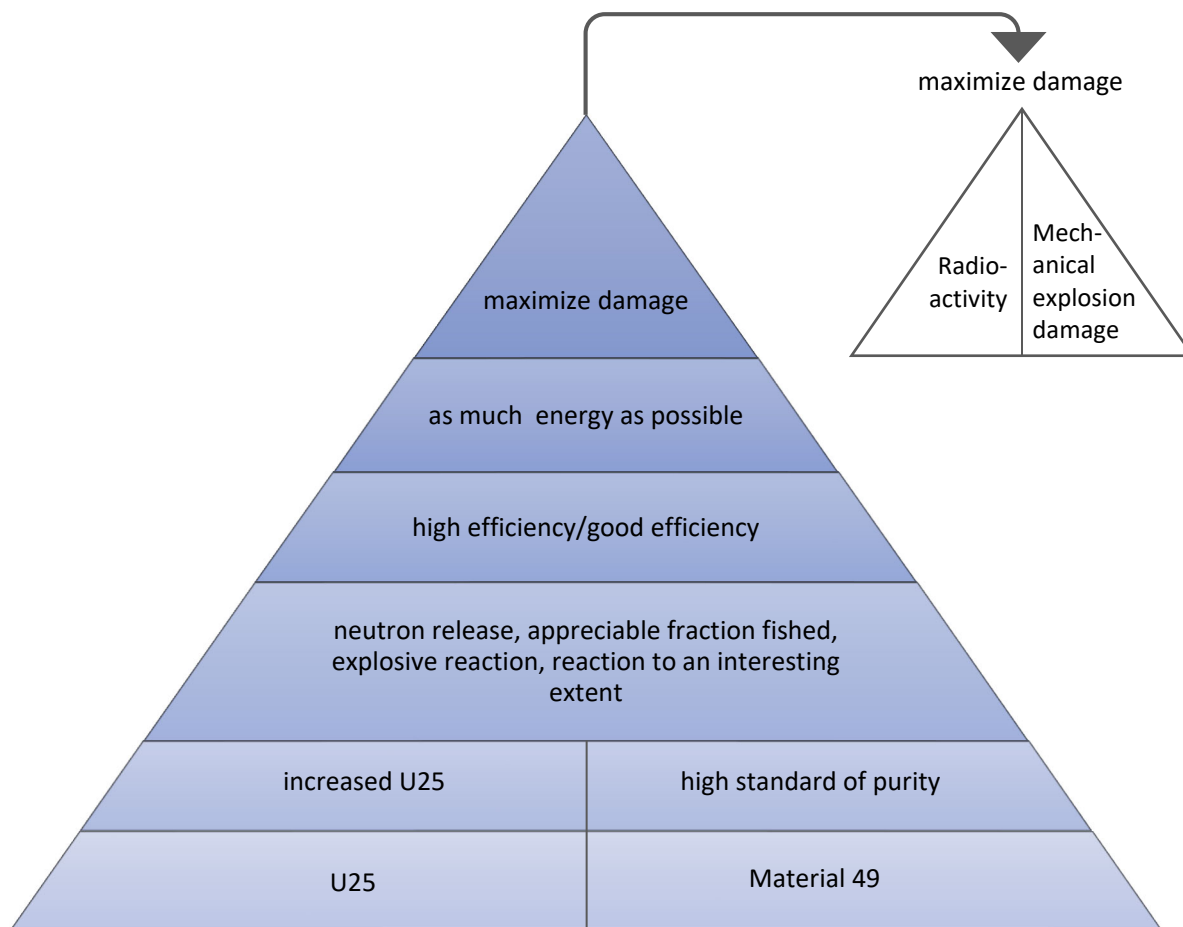 maximize damage
Radio-
activity
Mech-
anical
explosion
damage
maximize damage
as much  energy as possible
high efficiency/good efficiency
neutron release, appreciable fraction fished,
explosive reaction, reaction to an interesting
extent
increased U25
high standard of purity
U25
Material 49